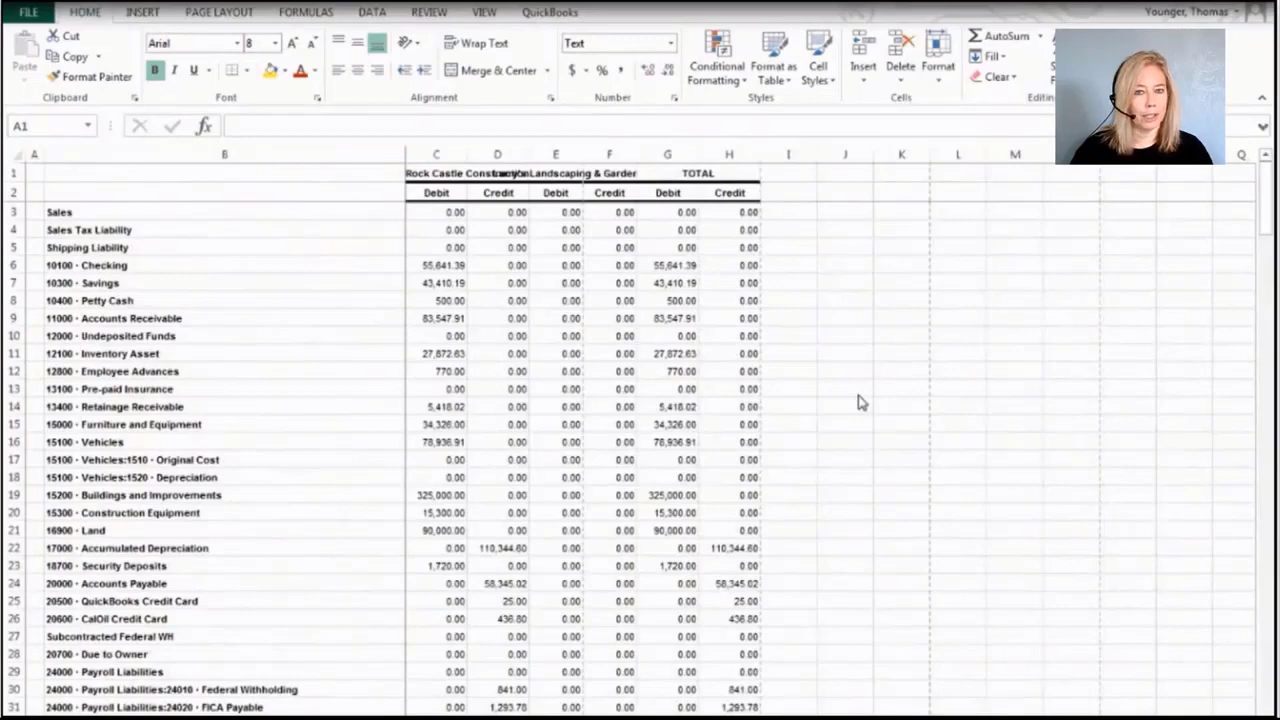 FILE HOME INSERT PAGE LAYOUT FORMULAS DATA REVIEW VIEW QuickBooks Younger, Thomas
Cut
Copy
Format Painter
Paste
Clipboard
Arial 8 A A
B I U A
Font
Wrap Text
Merge & Center
Alignment
Text
$ % ,
Number
Conditional Formatting
Format as Table
Cell Styles
Styles
Insert Delete Format
Cells
AutoSum
Fill
Clear
A1 fx
A B C D E F G H I J K L M Q
1 Rock Castle Landscaping & Garder TOTAL
2 Debit Credit Debit Credit Debit Credit
3 Sales 0.00 0.00 0.00 0.00 0.00 0.00
4 Sales Tax Liability 0.00 0.00 0.00 0.00 0.00 0.00
5 Shipping Liability 0.00 0.00 0.00 0.00 0.00 0.00
6 10100 · Checking 55,641.39 0.00 0.00 0.00 55,641.39 0.00
7 10300 · Savings 43,410.19 0.00 0.00 0.00 43,410.19 0.00
8 10400 · Petty Cash 500.00 0.00 0.00 0.00 500.00 0.00
9 11000 · Accounts Receivable 83,547.91 0.00 0.00 0.00 83,547.91 0.00
10 12000 · Undeposited Funds 0.00 0.00 0.00 0.00 0.00 0.00
11 12100 · Inventory Asset 27,872.63 0.00 0.00 0.00 27,872.63 0.00
12 12800 · Employee Advances 770.00 0.00 0.00 0.00 770.00 0.00
13 13100 · Pre-paid Insurance 0.00 0.00 0.00 0.00 0.00 0.00
14 13400 · Retainage Receivable 5,418.02 0.00 0.00 0.00 5,418.02 0.00
15 15000 · Furniture and Equipment 34,326.00 0.00 0.00 0.00 34,326.00 0.00
16 15100 · Vehicles 78,936.91 0.00 0.00 0.00 78,936.91 0.00
17 15100 · Vehicles:1510 · Original Cost 0.00 0.00 0.00 0.00 0.00 0.00
18 15100 · Vehicles:1520 · Depreciation 0.00 0.00 0.00 0.00 0.00 0.00
19 15200 · Buildings and Improvements 325,000.00 0.00 0.00 0.00 325,000.00 0.00
20 15300 · Construction Equipment 15,300.00 0.00 0.00 0.00 15,300.00 0.00
21 16900 · Land 90,000.00 0.00 0.00 0.00 90,000.00 0.00
22 17000 · Accumulated Depreciation 0.00 110,344.60 0.00 0.00 0.00 110,344.60
23 18700 · Security Deposits 1,720.00 0.00 0.00 0.00 1,720.00 0.00
24 20000 · Accounts Payable 0.00 58,345.02 0.00 0.00 0.00 58,345.02
25 20500 · QuickBooks Credit Card 0.00 25.00 0.00 0.00 0.00 25.00
26 20600 · CalOil Credit Card 0.00 436.80 0.00 0.00 0.00 436.80
27 Subcontracted Federal WH 0.00 0.00 0.00 0.00 0.00 0.00
28 20700 · Due to Owner 0.00 0.00 0.00 0.00 0.00 0.00
29 24000 · Payroll Liabilities 0.00 0.00 0.00 0.00 0.00 0.00
30 24000 · Payroll Liabilities:24010 · Federal Withholding 0.00 841.00 0.00 0.00 0.00 841.00
31 24000 · Payroll Liabilities:24020 · FICA Payable 0.00 1,293.78 0.00 0.00 0.00 1,293.78